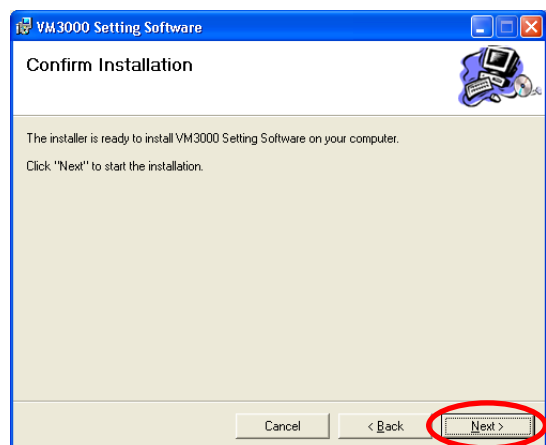 VM3000 Setting Software
Confirm Installation
The installer is ready to install VM3000 Setting Software on your computer.
Click "Next" to start the installation.
Cancel
< Back
Next >